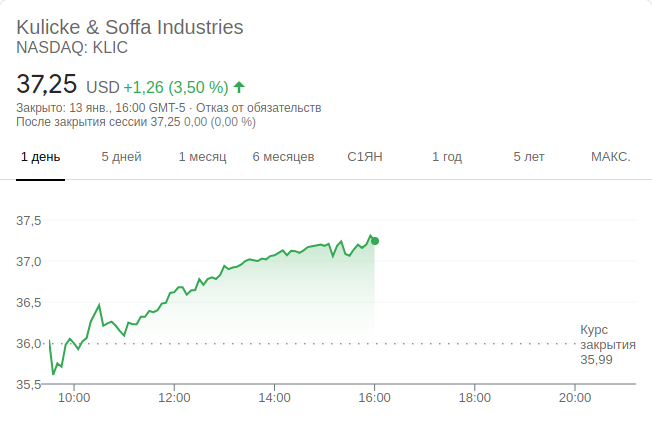 Kulicke & Soffa Industries
NASDAQ: KLIC
37,25 USD +1,26 (3,50 %)
Закрыто: 13 янв., 16:00 GMT-5 · Отказ от обязательств
После закрытия сессии 37,25 0,00 (0,00 %)
1 день 5 дней 1 месяц 6 месяцев С1ЯН 1 год 5 лет МАКС.
37,5
37,0
36,5
36,0
35,5
Курс
закрытия
35,99
10:00 12:00 14:00 16:00 18:00 20:00